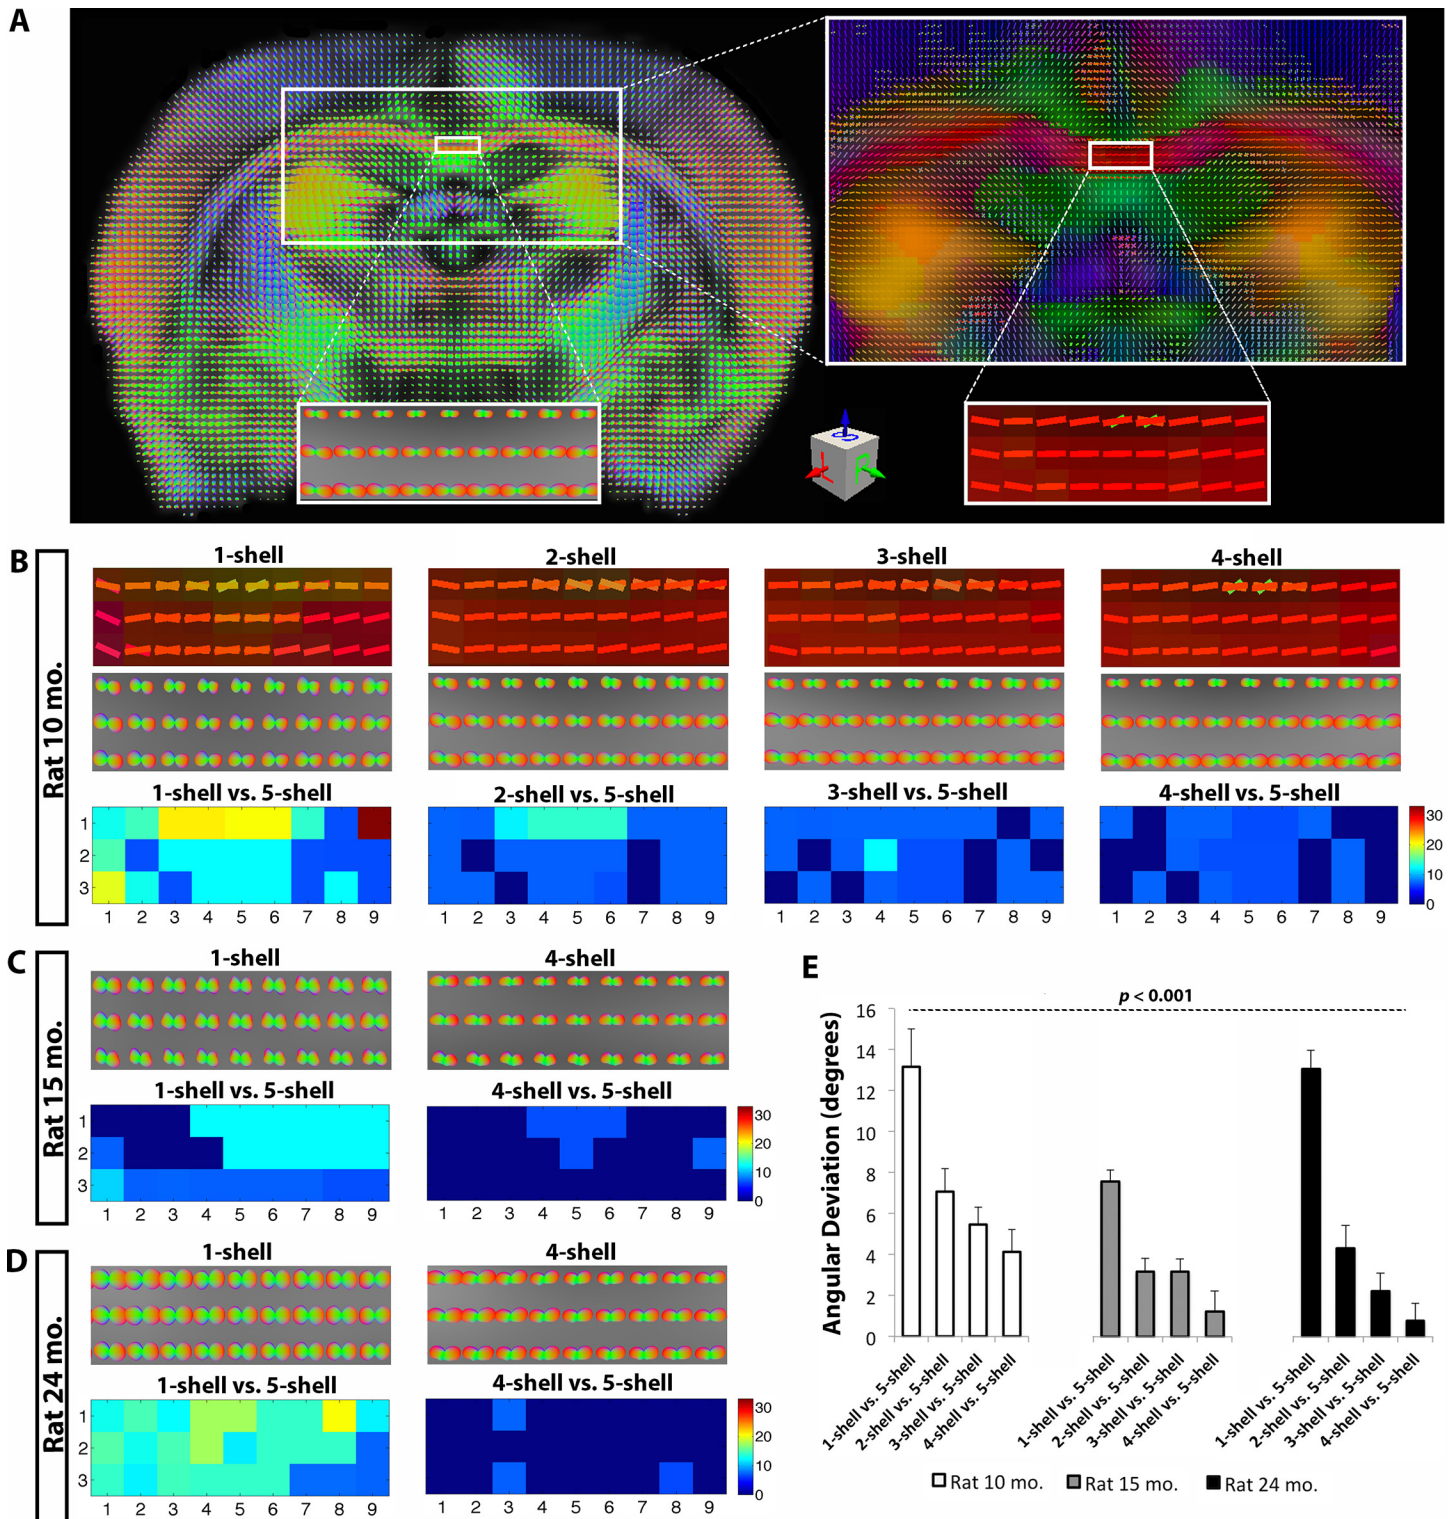 A
B
Rat 10 mo.
1-shell
2-shell
3-shell
4-shell
1-shell vs. 5-shell
2-shell vs. 5-shell
3-shell vs. 5-shell
4-shell vs. 5-shell
1
2
3
1 2 3 4 5 6 7 8 9
1 2 3 4 5 6 7 8 9
1 2 3 4 5 6 7 8 9
1 2 3 4 5 6 7 8 9
30
20
10
0
C
Rat 15 mo.
1-shell
4-shell
1-shell vs. 5-shell
4-shell vs. 5-shell
1
2
3
1 2 3 4 5 6 7 8 9
1 2 3 4 5 6 7 8 9
30
20
10
0
D
Rat 24 mo.
1-shell
4-shell
1-shell vs. 5-shell
4-shell vs. 5-shell
1
2
3
1 2 3 4 5 6 7 8 9
1 2 3 4 5 6 7 8 9
30
20
10
0
E
p < 0.001
Angular Deviation (degrees)
16
14
12
10
8
6
4
2
0
1-shell vs. 5-shell
2-shell vs. 5-shell
3-shell vs. 5-shell
4-shell vs. 5-shell
1-shell vs. 5-shell
2-shell vs. 5-shell
3-shell vs. 5-shell
4-shell vs. 5-shell
1-shell vs. 5-shell
2-shell vs. 5-shell
3-shell vs. 5-shell
4-shell vs. 5-shell
Rat 10 mo.
Rat 15 mo.
Rat 24 mo.